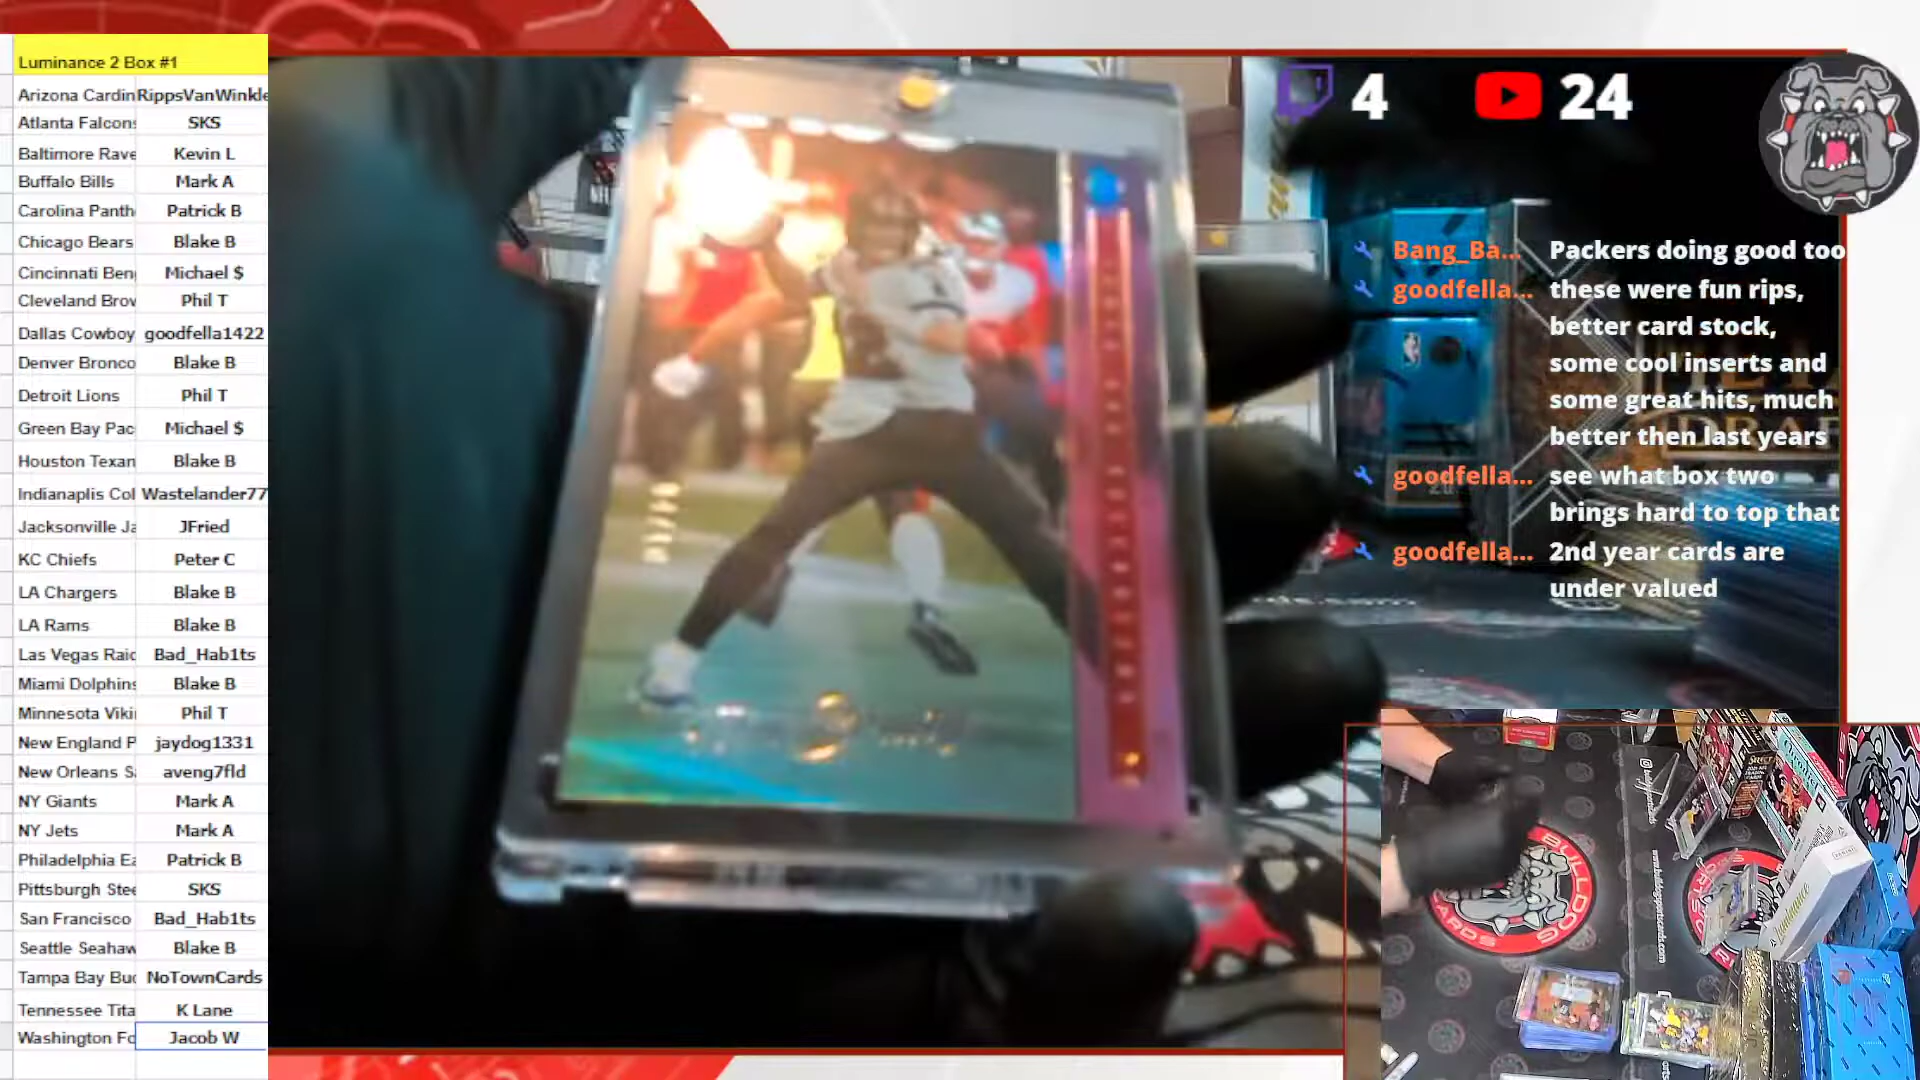 Luminance 2 Box #1
Arizona Cardin RippsVanWinkle
Atlanta Falcons SKS
Baltimore Rave Kevin L
Buffalo Bills Mark A
Carolina Panth Patrick B
Chicago Bears Blake B
Cincinnati Ben Michael $
Cleveland Brow Phil T
Dallas Cowboy goodfella1422
Denver Bronco Blake B
Detroit Lions Phil T
Green Bay Pac Michael $
Houston Texan Blake B
Indianaplis Col Wastelander77
Jacksonville Ja JFried
KC Chiefs Peter C
LA Chargers Blake B
LA Rams Blake B
Las Vegas Raid Bad_Hab1ts
Miami Dolphins Blake B
Minnesota Viki Phil T
New England P jaydog1331
New Orleans S aveng7fld
NY Giants Mark A
NY Jets Mark A
Philadelphia Ea Patrick B
Pittsburgh Stee SKS
San Francisco Bad_Hab1ts
Seattle Seahaw Blake B
Tampa Bay Buc NoTownCards
Tennessee Tita K Lane
Washington Fo Jacob W
4 24
Bang_Ba... Packers doing good too
goodfella... these were fun rips,
better card stock,
some cool inserts and
some great hits, much
better then last years
goodfella... see what box two
brings hard to top that
goodfella... 2nd year cards are
under valued
BULLDOG
CARDS
Luminance